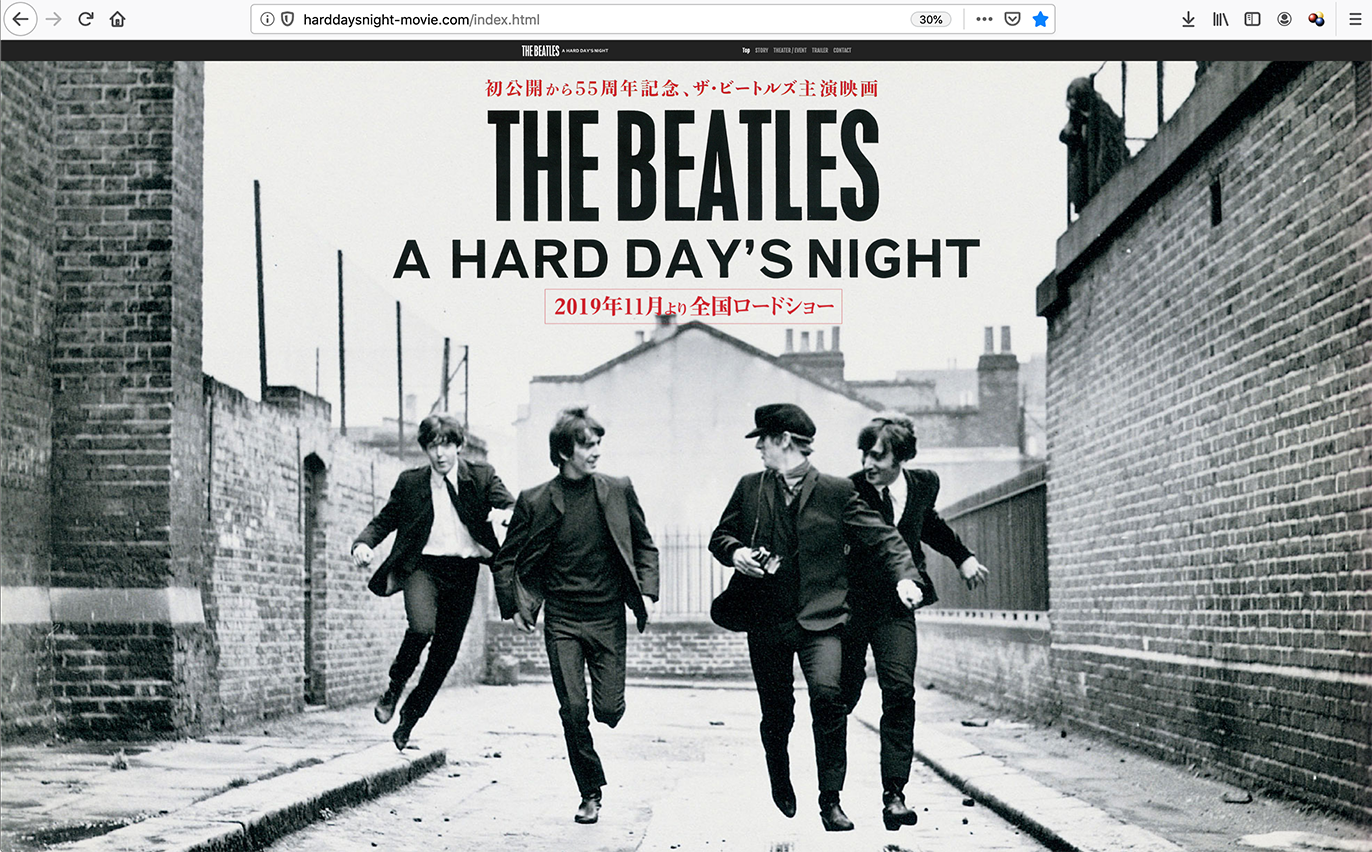 harddaysnight-movie.com/index.html
30%
THE BEATLES A HARD DAY'S NIGHT
Top STORY THEATER / EVENT TRAILER CONTACT
初公開から55周年記念、ザ・ビートルズ主演映画
THE BEATLES
A HARD DAY'S NIGHT
2019年11月より全国ロードショー